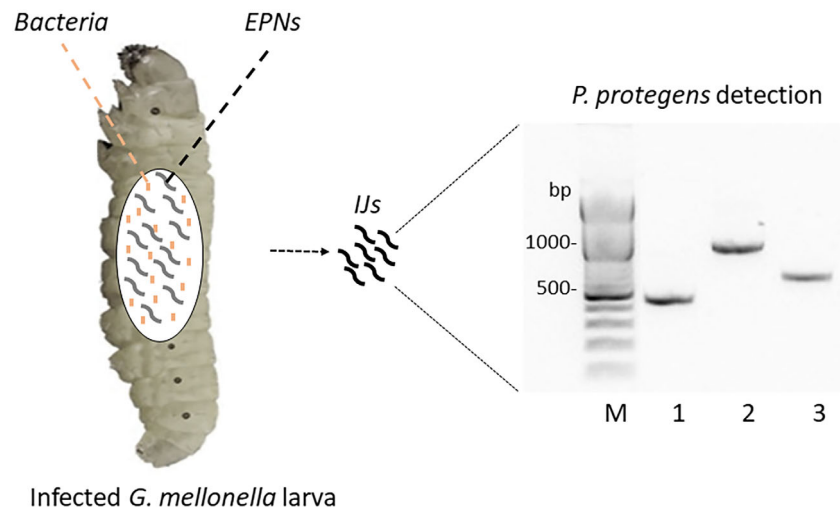 Bacteria
EPNs
P. protegens detection
IJs
bp
1000-
500-
M 1 2 3
Infected G. mellonella larva